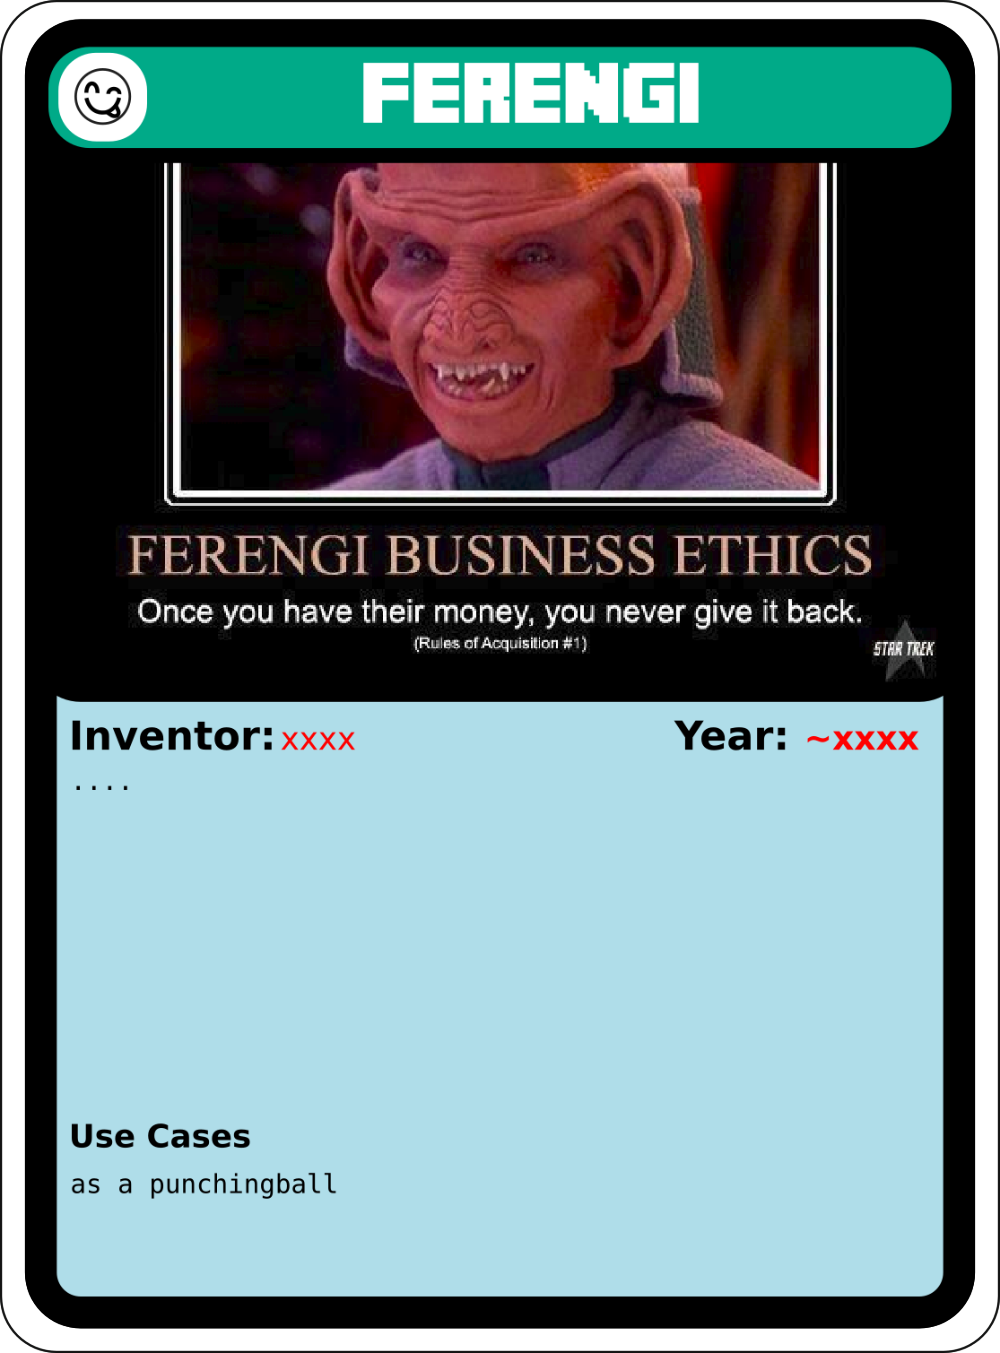 FERENGI
FERENGI BUSINESS ETHICS
Once you have their money, you never give it back.
(Rules of Acquisition #1)
STAR TREK
Inventor: xxxx Year: ~xxxx
....
Use Cases
as a punchingball